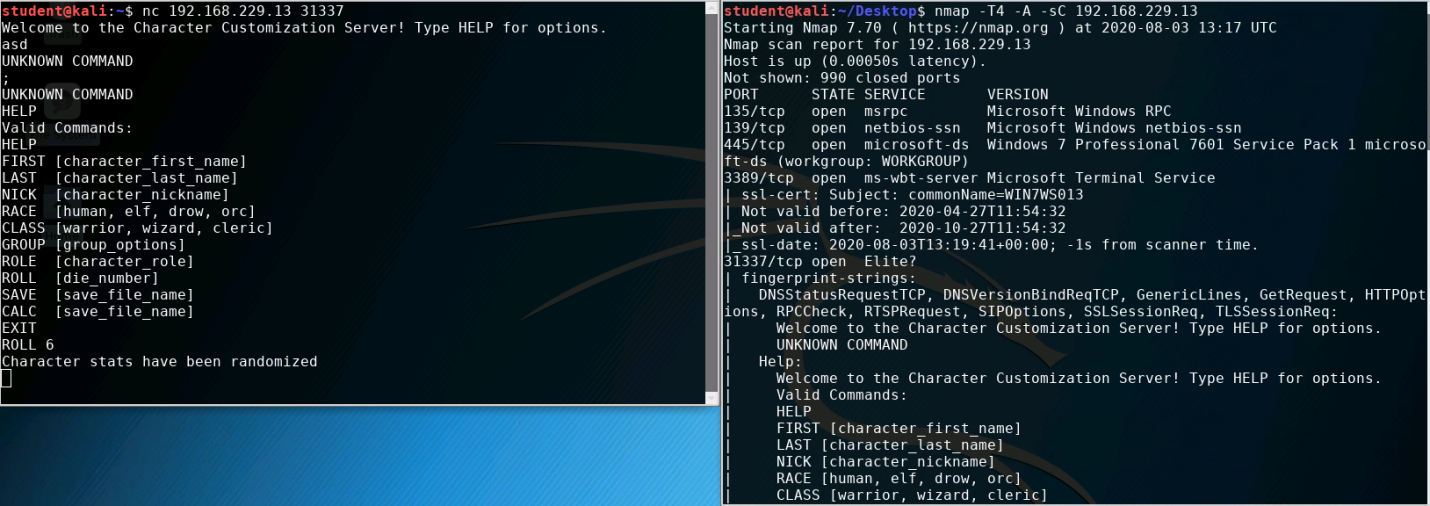 student@kali:~$ nc 192.168.229.13 31337
Welcome to the Character Customization Server! Type HELP for options.
asd
UNKNOWN COMMAND
;
UNKNOWN COMMAND
HELP
Valid Commands:
HELP
FIRST [character_first_name]
LAST  [character_last_name]
NICK  [character_nickname]
RACE  [human, elf, drow, orc]
CLASS [warrior, wizard, cleric]
GROUP [group_options]
ROLE  [character_role]
ROLL  [die_number]
SAVE  [save_file_name]
CALC  [save_file_name]
EXIT
ROLL 6
Character stats have been randomized
student@kali:~/Desktop$ nmap -T4 -A -sC 192.168.229.13
Starting Nmap 7.70 ( https://nmap.org ) at 2020-08-03 13:17 UTC
Nmap scan report for 192.168.229.13
Host is up (0.00050s latency).
Not shown: 990 closed ports
PORT      STATE SERVICE       VERSION
135/tcp   open  msrpc         Microsoft Windows RPC
139/tcp   open  netbios-ssn   Microsoft Windows netbios-ssn
445/tcp   open  microsoft-ds  Windows 7 Professional 7601 Service Pack 1 microso
ft-ds (workgroup: WORKGROUP)
3389/tcp  open  ms-wbt-server Microsoft Terminal Service
| ssl-cert: Subject: commonName=WIN7WS013
| Not valid before: 2020-04-27T11:54:32
|_Not valid after:  2020-10-27T11:54:32
|_ssl-date: 2020-08-03T13:19:41+00:00; -1s from scanner time.
31337/tcp open  Elite?
| fingerprint-strings:
|   DNSStatusRequestTCP, DNSVersionBindReqTCP, GenericLines, GetRequest, HTTPOpt
ions, RPCCheck, RTSPRequest, SIPOptions, SSLSessionReq, TLSSessionReq:
|     Welcome to the Character Customization Server! Type HELP for options.
|     UNKNOWN COMMAND
|   Help:
|     Welcome to the Character Customization Server! Type HELP for options.
|     Valid Commands:
|     HELP
|     FIRST [character_first_name]
|     LAST [character_last_name]
|     NICK [character_nickname]
|     RACE [human, elf, drow, orc]
|     CLASS [warrior, wizard, cleric]